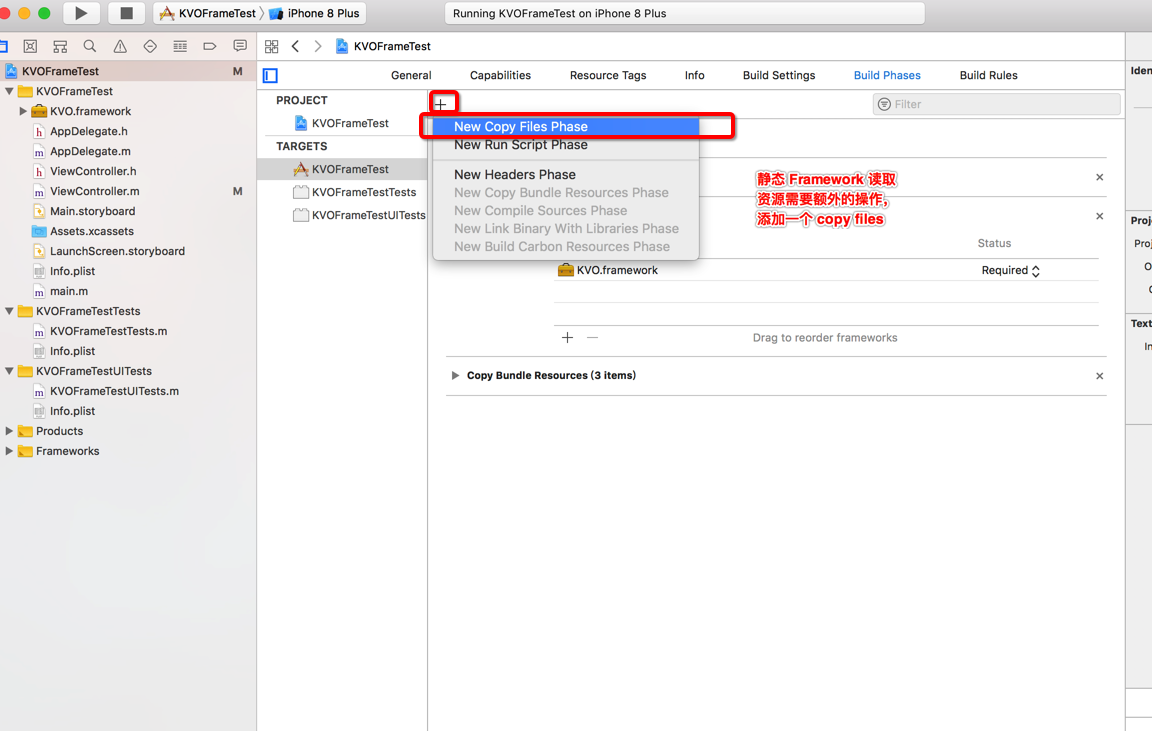 KVOFrameTest
iPhone 8 Plus
Running KVOFrameTest on iPhone 8 Plus
KVOFrameTest
KVOFrameTest M
KVOFrameTest
KVO.framework
AppDelegate.h
AppDelegate.m
ViewController.h
ViewController.m M
Main.storyboard
Assets.xcassets
LaunchScreen.storyboard
Info.plist
main.m
KVOFrameTestTests
KVOFrameTestTests.m
Info.plist
KVOFrameTestUITests
KVOFrameTestUITests.m
Info.plist
Products
Frameworks
General Capabilities Resource Tags Info Build Settings Build Phases Build Rules
PROJECT
KVOFrameTest
TARGETS
KVOFrameTest
KVOFrameTestTests
KVOFrameTestUITests
Filter
New Copy Files Phase
New Run Script Phase
New Headers Phase
New Copy Bundle Resources Phase
New Compile Sources Phase
New Link Binary With Libraries Phase
New Build Carbon Resources Phase
静态 Framework 读取
资源需要额外的操作,
添加一个 copy files
Status
KVO.framework Required
Drag to reorder frameworks
Copy Bundle Resources (3 items)
Iden
Proj
Proj
O
Text
In